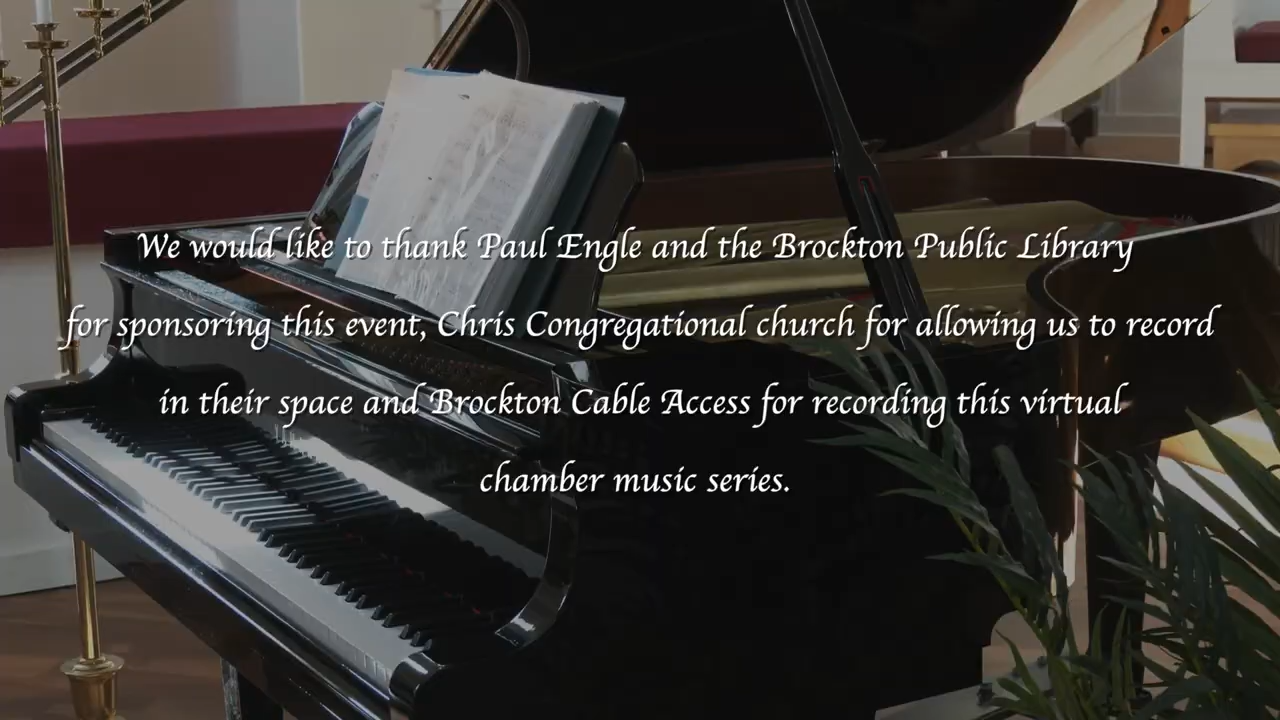 We would like to thank Paul Engle and the Brockton Public Library
for sponsoring this event, Chris Congregational church for allowing us to record
in their space and Brockton Cable Access for recording this virtual
chamber music series.